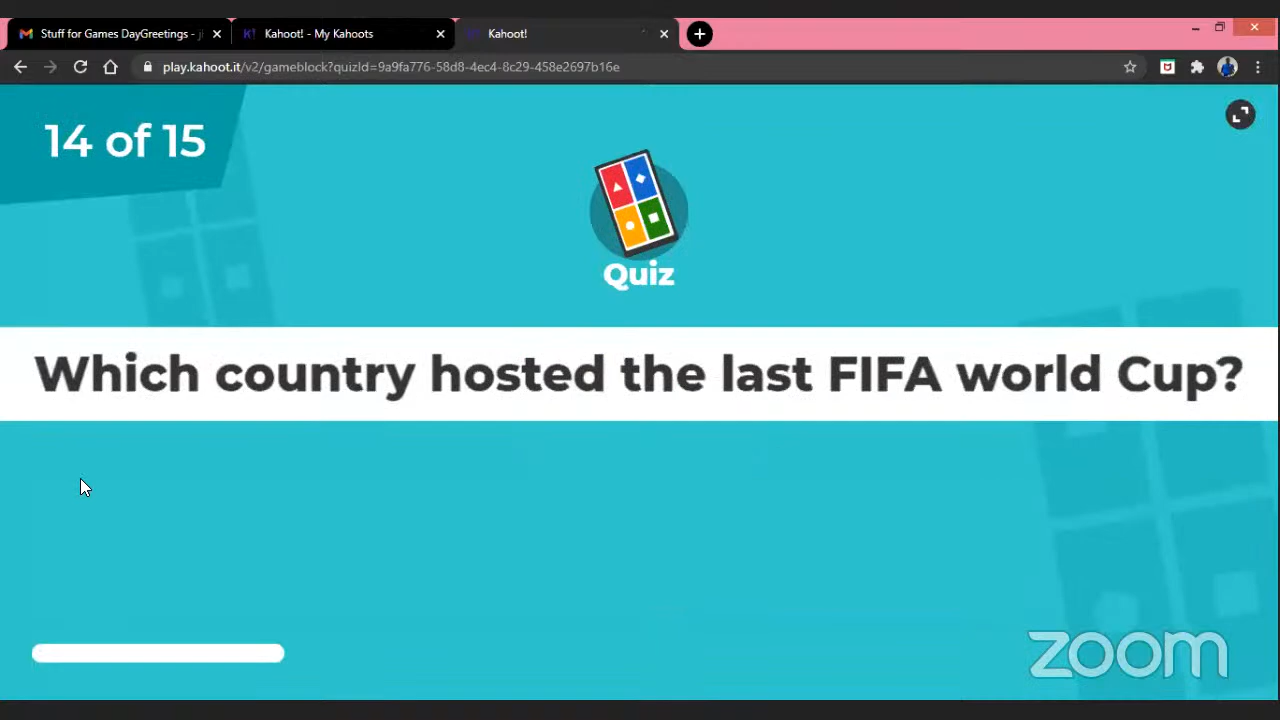 Stuff for Games DayGreetings -
Kahoot! - My Kahoots
Kahoot!
play.kahoot.it/v2/gameblock?quizId=9a9fa776-58d8-4ec4-8c29-458e2697b16e
14 of 15
Quiz
Which country hosted the last FIFA world Cup?
zoom